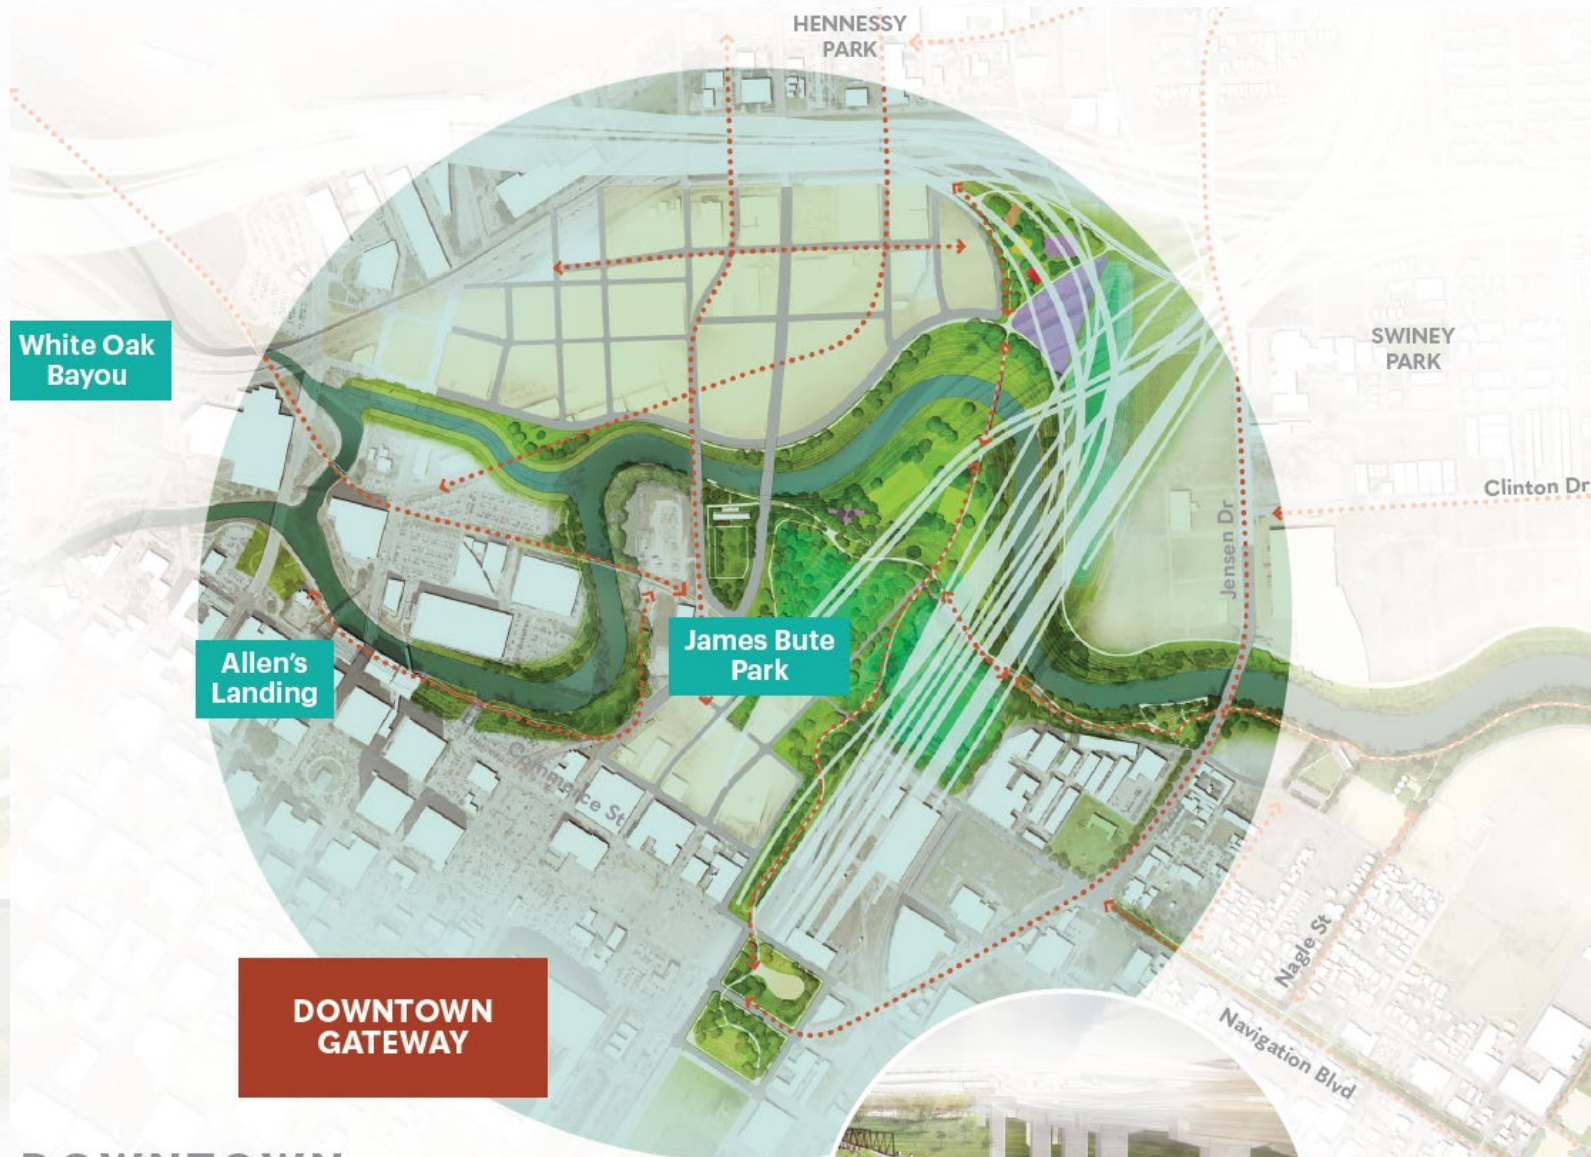 HENNESSY
PARK
White Oak
Bayou
SWINEY
PARK
Clinton Dr
Jensen Dr
Allen's
Landing
James Bute
Park
Commerce St
DOWNTOWN
GATEWAY
Nagle St
Navigation Blvd
DOWNTOWN